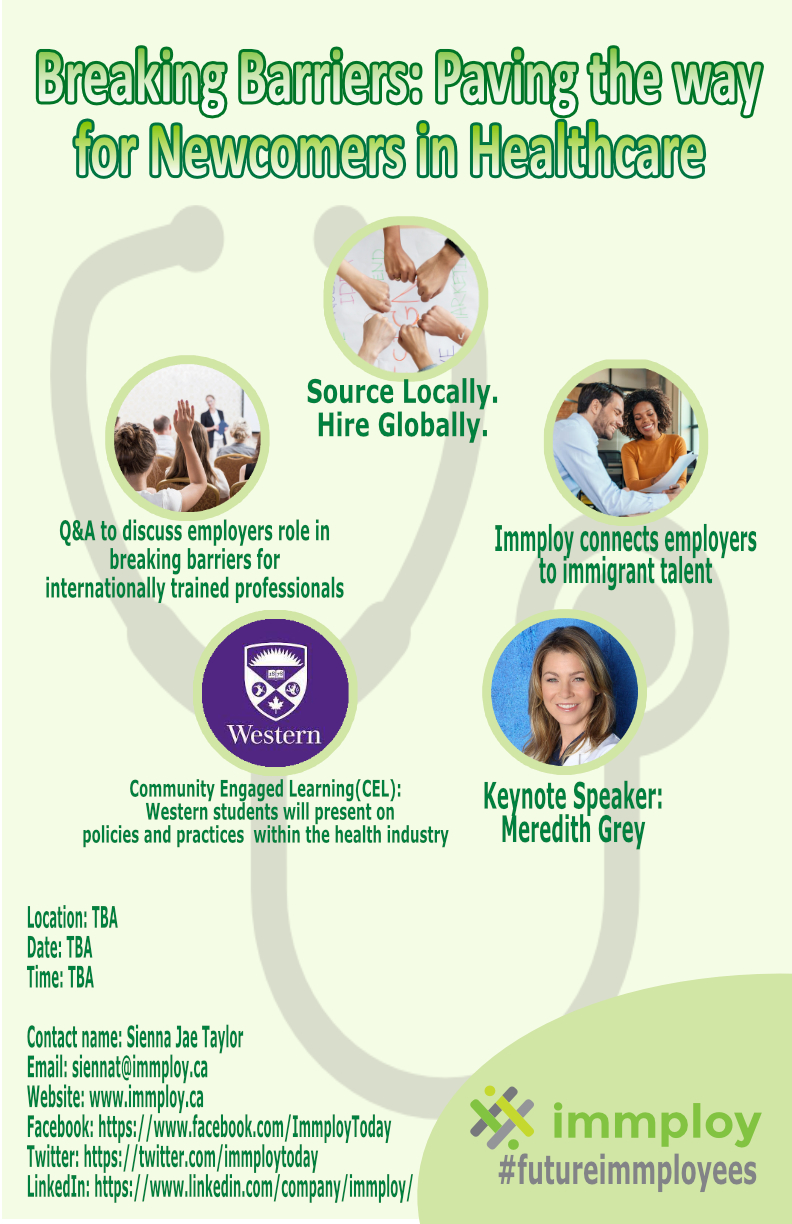 Breaking Barriers: Paving the way
for Newcomers in Healthcare
Source Locally.
Hire Globally.
Q&A to discuss employers role in
breaking barriers for
internationally trained professionals
Immploy connects employers
to immigrant talent
Western
Community Engaged Learning(CEL):
Western students will present on
policies and practices within the health industry
Keynote Speaker:
Meredith Grey
Location: TBA
Date: TBA
Time: TBA
Contact name: Sienna Jae Taylor
Email: siennat@immploy.ca
Website: www.immploy.ca
Facebook: https://www.facebook.com/ImmployToday
Twitter: https://twitter.com/immploytoday
LinkedIn: https://www.linkedin.com/company/immploy/
immploy
#futureimmployees